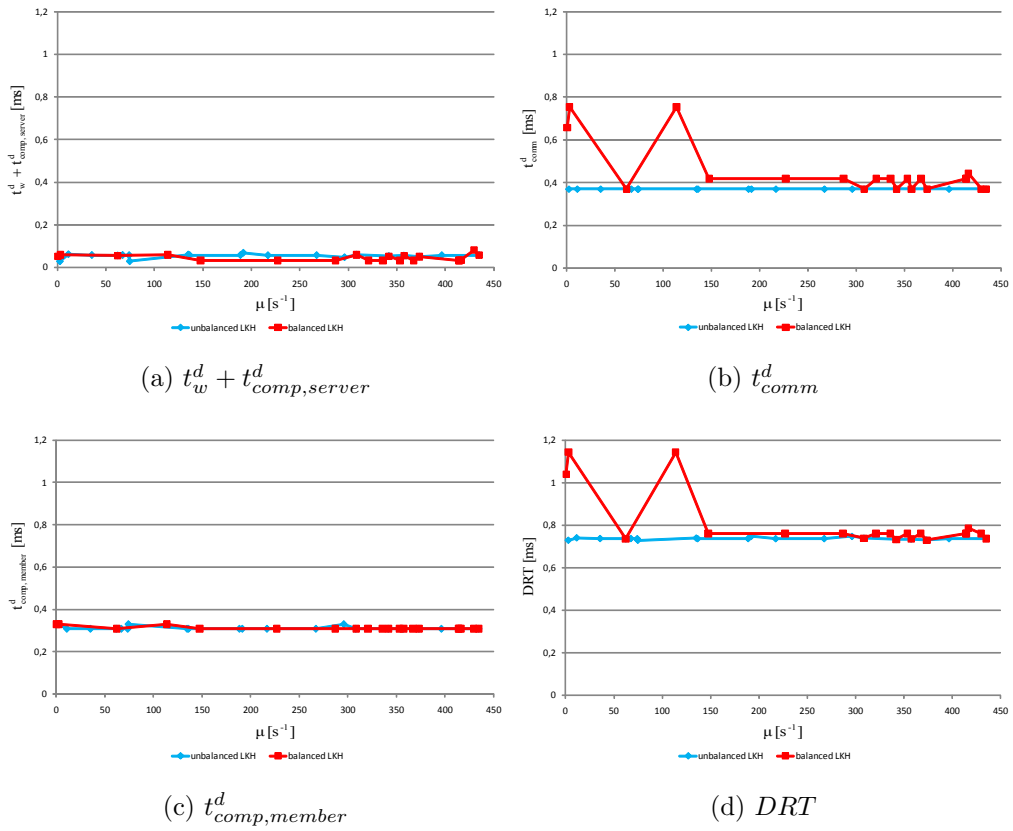 1,2
1
0,8
0,6
0,4
0,2
0
t^d_w + t^d_comp,server [ms]
0 50 100 150 200 250 300 350 400 450
μ [s⁻¹]
unbalanced LKH balanced LKH
(a) t^d_w + t^d_comp,server
1,2
1
0,8
0,6
0,4
0,2
0
t^d_comm [ms]
0 50 100 150 200 250 300 350 400 450
μ [s⁻¹]
unbalanced LKH balanced LKH
(b) t^d_comm
1,2
1
0,8
0,6
0,4
0,2
0
t^d_comp,member [ms]
0 50 100 150 200 250 300 350 400 450
μ [s⁻¹]
unbalanced LKH balanced LKH
(c) t^d_comp,member
1,2
1
0,8
0,6
0,4
0,2
0
DRT [ms]
0 50 100 150 200 250 300 350 400 450
μ [s⁻¹]
unbalanced LKH balanced LKH
(d) DRT